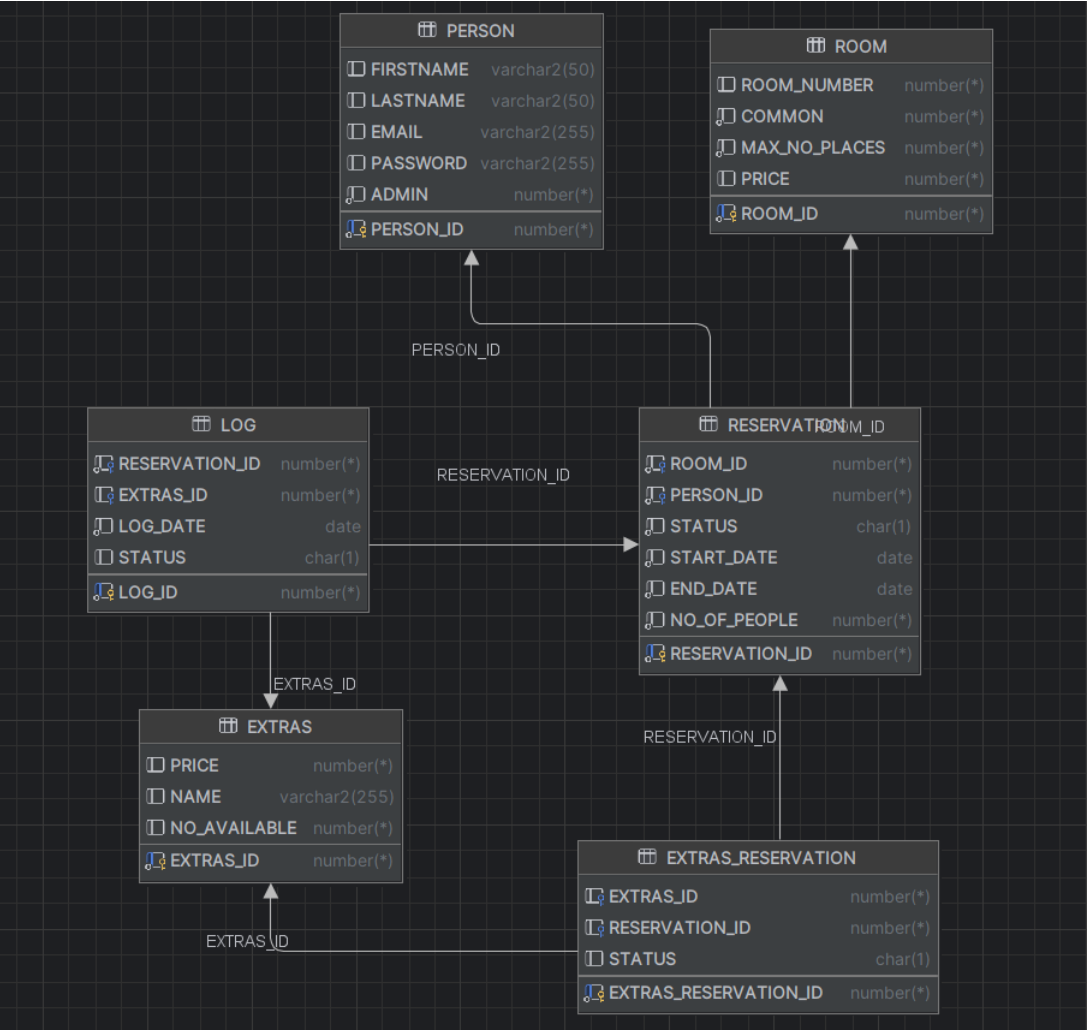 PERSON
FIRSTNAME varchar2(50)
LASTNAME varchar2(50)
EMAIL varchar2(255)
PASSWORD varchar2(255)
ADMIN number(*)
PERSON_ID number(*)
ROOM
ROOM_NUMBER number(*)
COMMON number(*)
MAX_NO_PLACES number(*)
PRICE number(*)
ROOM_ID number(*)
PERSON_ID
LOG
RESERVATION_ID number(*)
EXTRAS_ID number(*)
LOG_DATE date
STATUS char(1)
LOG_ID number(*)
RESERVATION_ID
RESERVATION
ROOM_ID
ROOM_ID number(*)
PERSON_ID number(*)
STATUS char(1)
START_DATE date
END_DATE date
NO_OF_PEOPLE number(*)
RESERVATION_ID number(*)
EXTRAS_ID
EXTRAS
PRICE number(*)
NAME varchar2(255)
NO_AVAILABLE number(*)
EXTRAS_ID number(*)
RESERVATION_ID
EXTRAS_RESERVATION
EXTRAS_ID number(*)
RESERVATION_ID number(*)
STATUS char(1)
EXTRAS_RESERVATION_ID number(*)
EXTRAS_ID